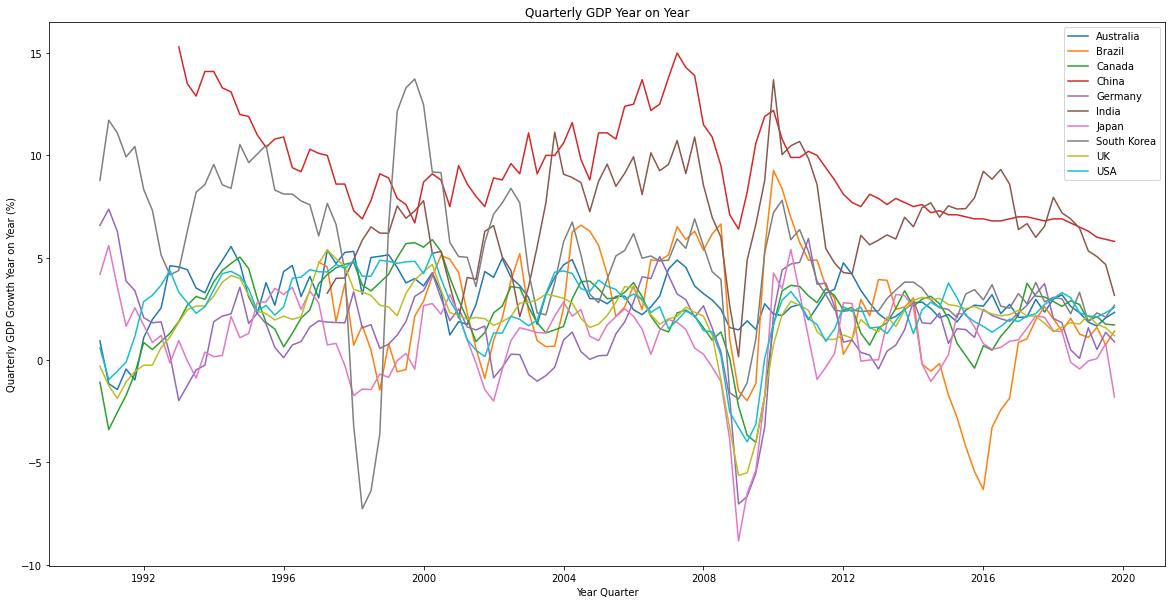 Quarterly GDP Year on Year
Quarterly GDP Growth Year on Year (%)
15
10
5
0
−5
−10
1992
1996
2000
2004
2008
2012
2016
2020
Year Quarter
Australia
Brazil
Canada
China
Germany
India
Japan
South Korea
UK
USA